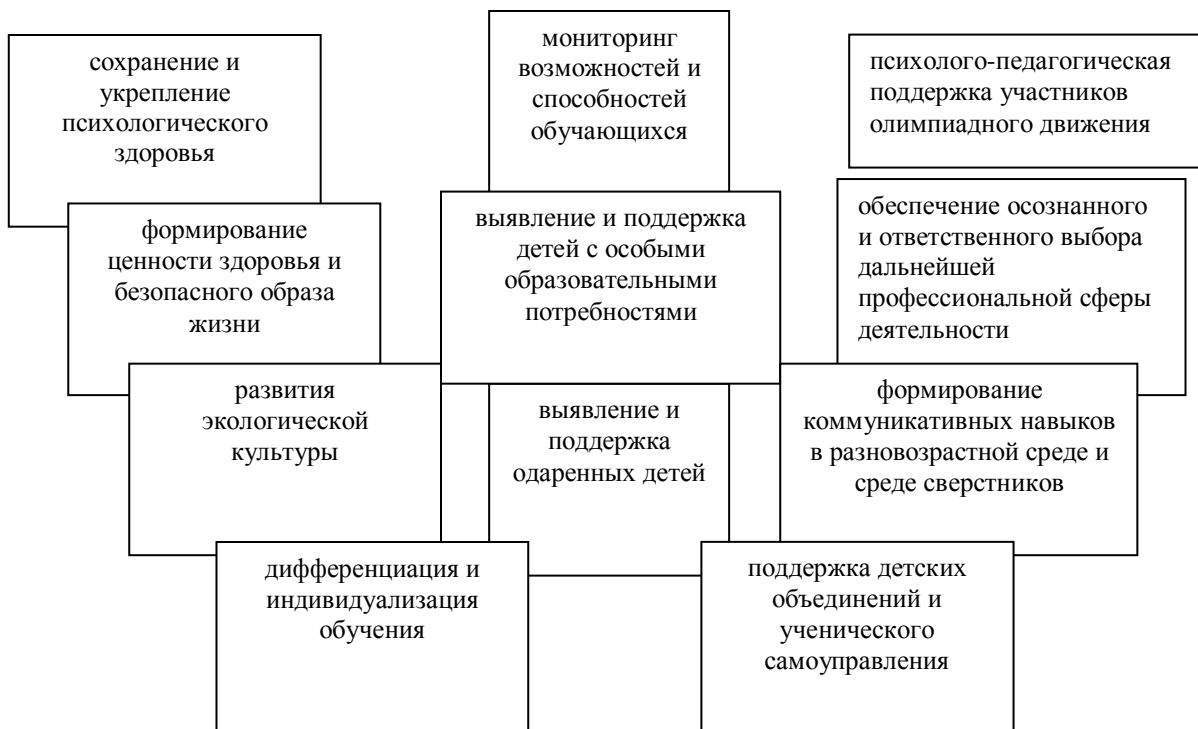 сохранение и
укрепление
психологического
здоровья
мониторинг
возможностей и
способностей
обучающихся
психолого-педагогическая
поддержка участников
олимпиадного движения
формирование
ценности здоровья и
безопасного образа
жизни
выявление и поддержка
детей с особыми
образовательными
потребностями
обеспечение осознанного
и ответственного выбора
дальнейшей
профессиональной сферы
деятельности
развития
экологической
культуры
выявление и
поддержка
одаренных детей
формирование
коммуникативных навыков
в разновозрастной среде и
среде сверстников
дифференциация и
индивидуализация
обучения
поддержка детских
объединений и
ученического
самоуправления